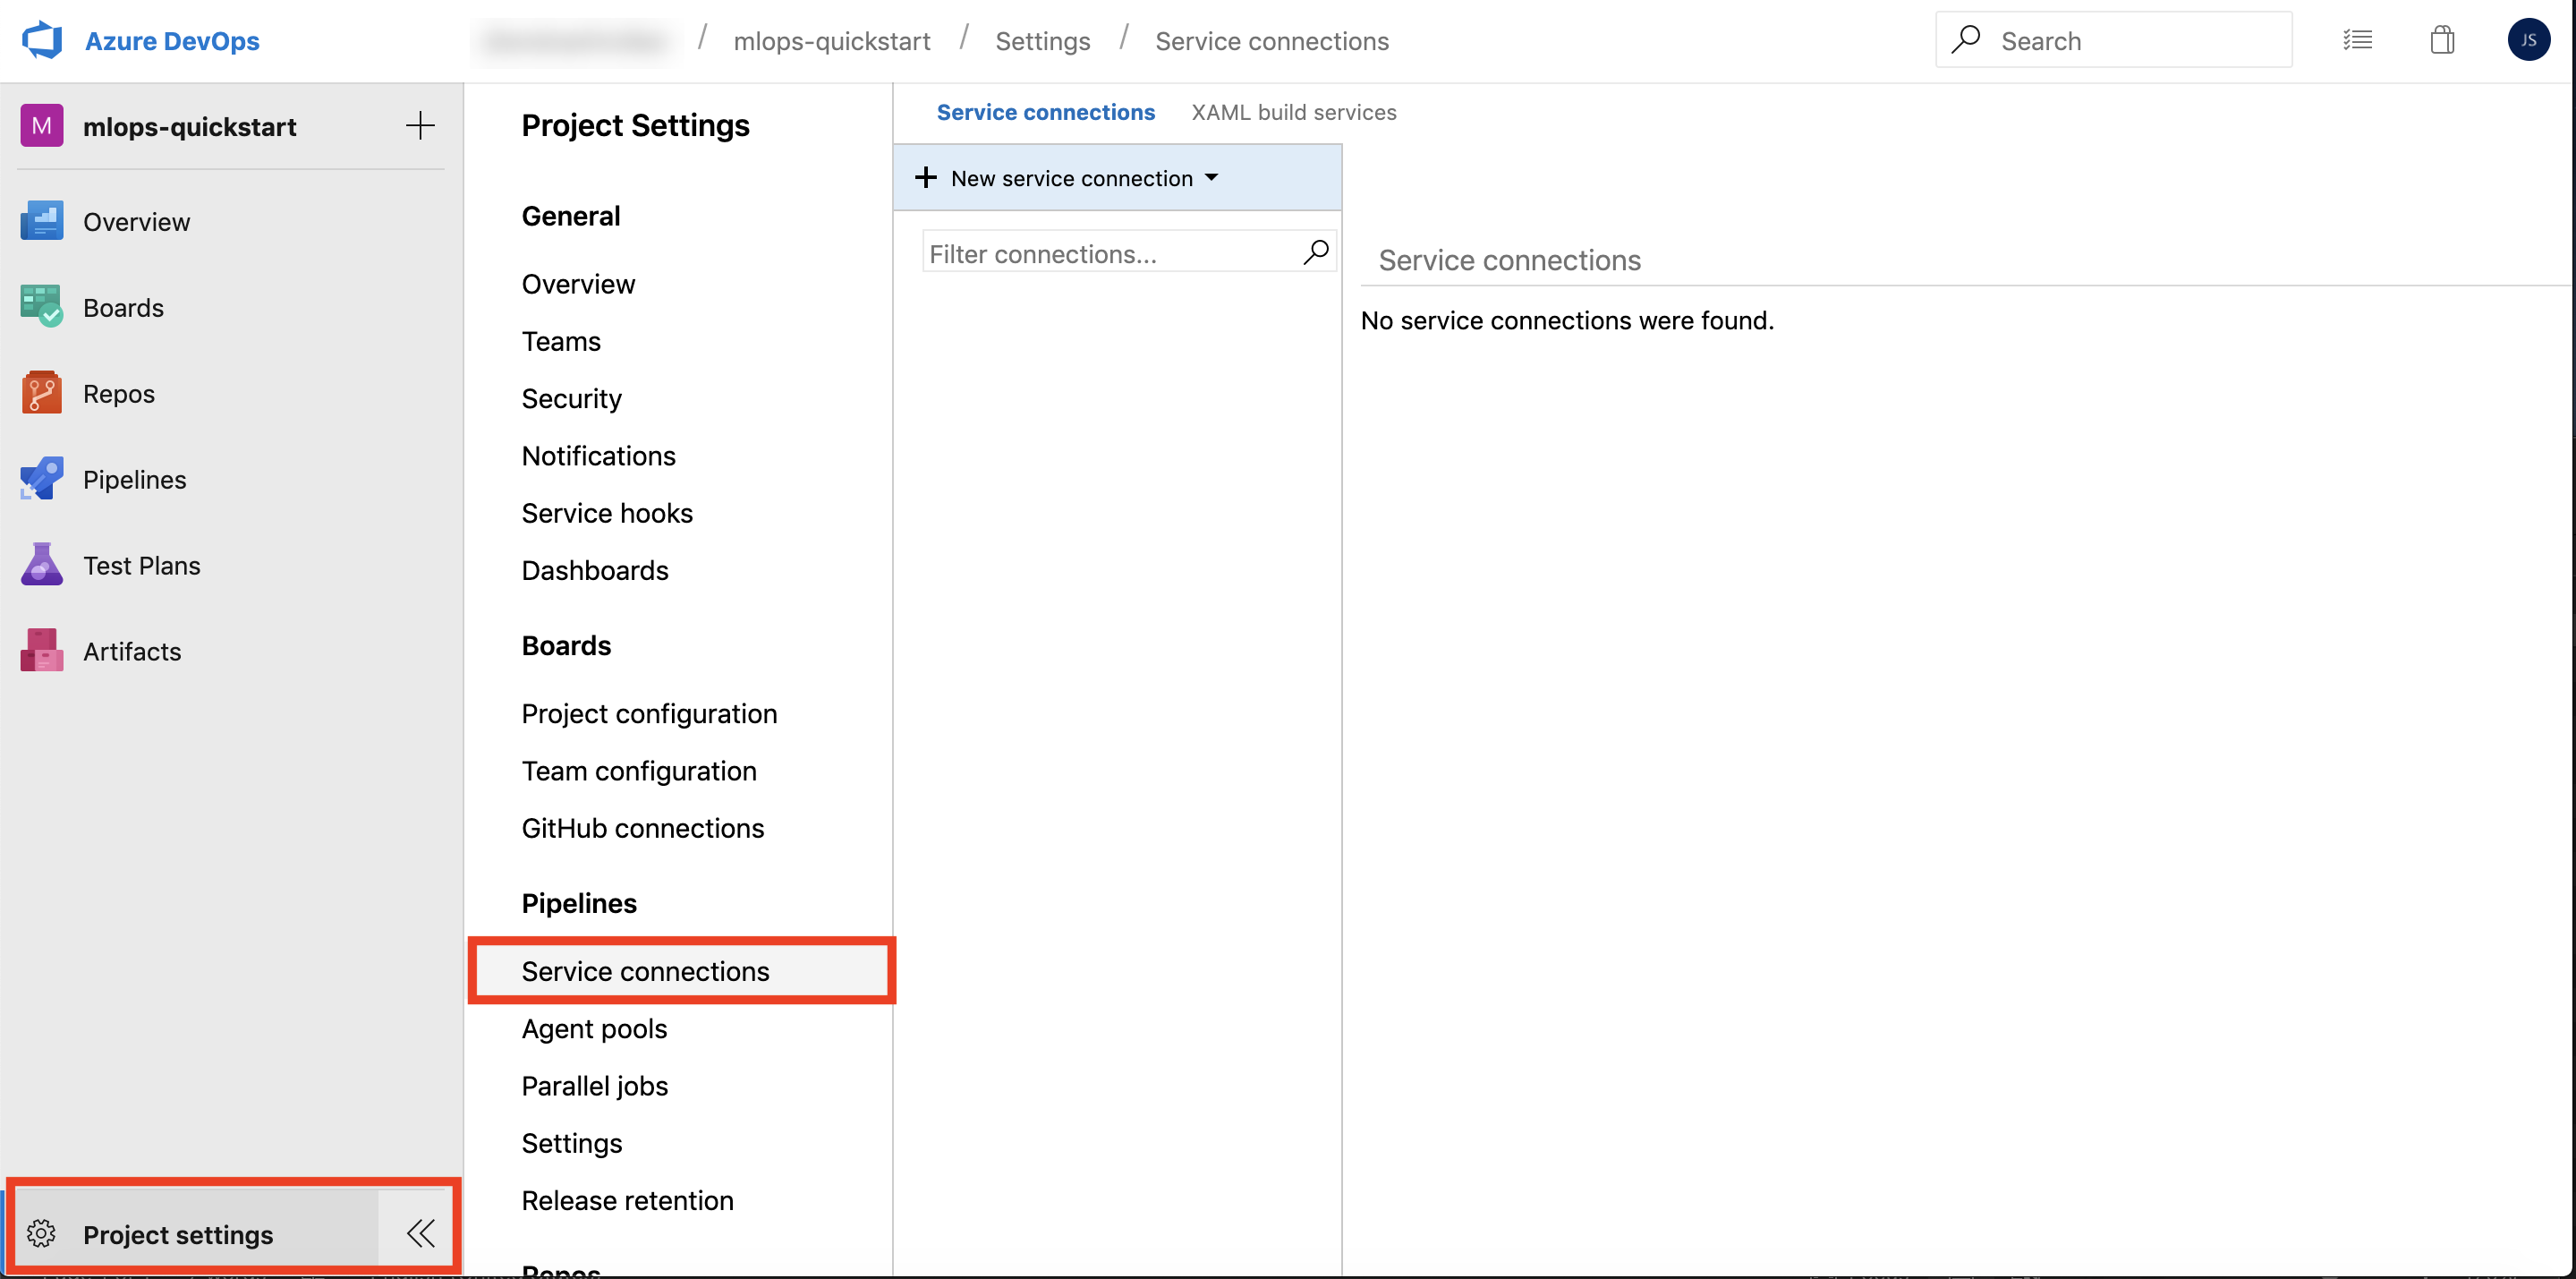 Azure DevOps
/ mlops-quickstart / Settings / Service connections
Search
JS
M mlops-quickstart
Overview
Boards
Repos
Pipelines
Test Plans
Artifacts
Project settings
Project Settings
General
Overview
Teams
Security
Notifications
Service hooks
Dashboards
Boards
Project configuration
Team configuration
GitHub connections
Pipelines
Service connections
Agent pools
Parallel jobs
Settings
Release retention
Repos
Service connections XAML build services
New service connection
Filter connections...
Service connections
No service connections were found.